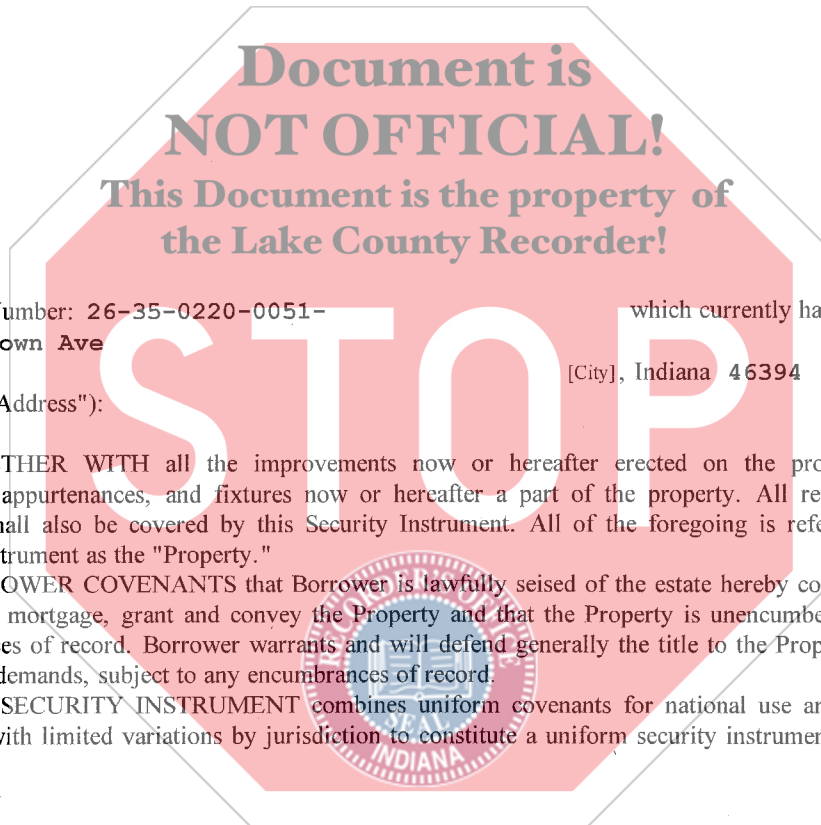 Document is
NOT OFFICIAL!
This Document is the property of
the Lake County Recorder!
umber: 26-35-0220-0051- which currently ha
own Ave
[City], Indiana 46394
Address"):
STOP
THER WITH all the improvements now or hereafter erected on the pro
appurtenances, and fixtures now or hereafter a part of the property. All re
hall also be covered by this Security Instrument. All of the foregoing is refe
trument as the "Property."
OWER COVENANTS that Borrower is lawfully seised of the estate hereby co
mortgage, grant and convey the Property and that the Property is unencumbe
es of record. Borrower warrants and will defend generally the title to the Prop
demands, subject to any encumbrances of record.
SECURITY INSTRUMENT combines uniform covenants for national use an
with limited variations by jurisdiction to constitute a uniform security instrumen
RECORDER'S OFFICE
SEAL
INDIANA